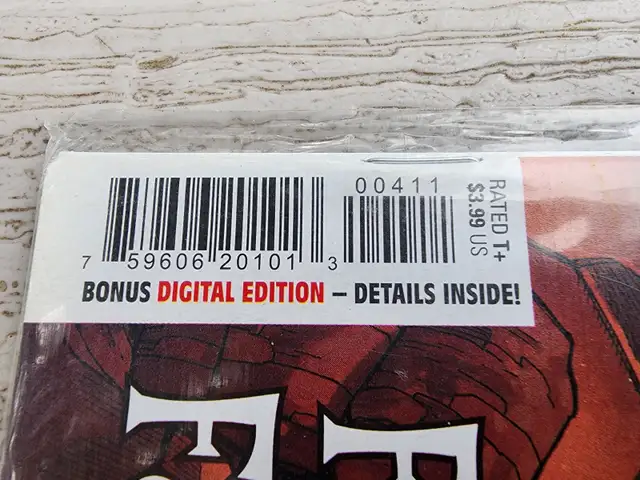 00411
7 59606 20101 3
RATED T+
$3.99 US
BONUS DIGITAL EDITION – DETAILS INSIDE!